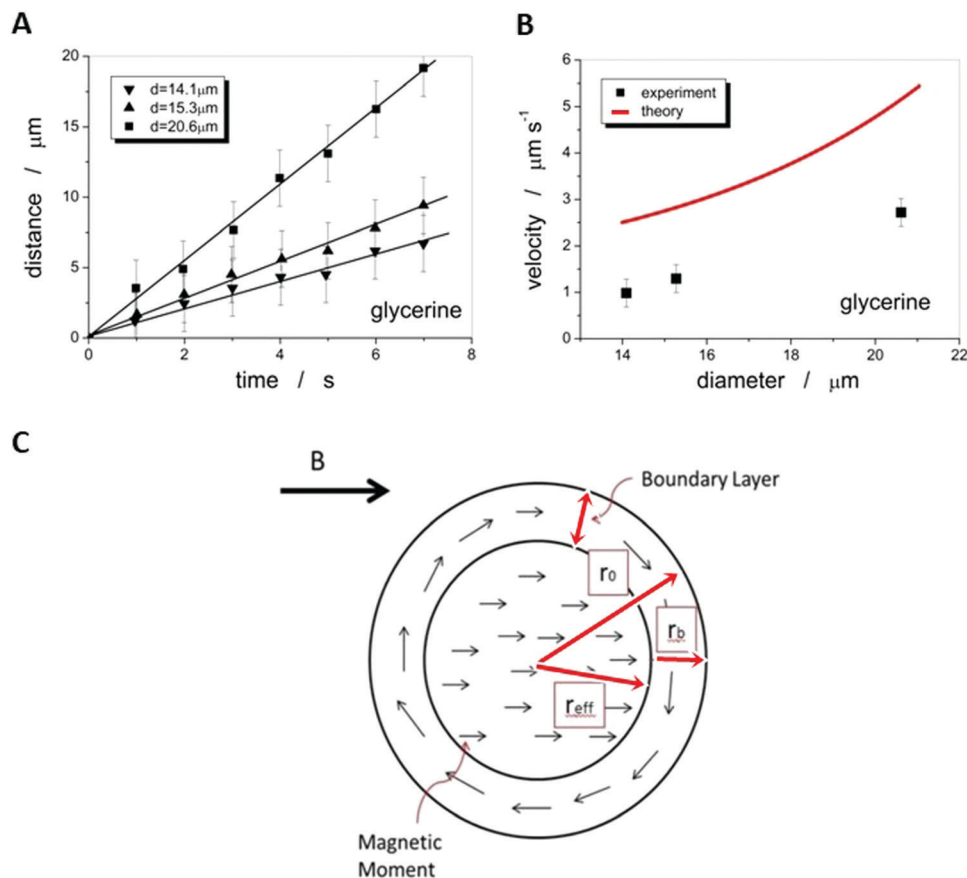 A
20
15
10
5
0
distance / μm
▼ d=14.1μm
▲ d=15.3μm
■ d=20.6μm
glycerine
0 2 4 6 8
time / s
B
6
5
4
3
2
1
0
velocity / μm s⁻¹
■ experiment
theory
glycerine
14 16 18 20 22
diameter / μm
C
B
Boundary Layer
r₀
r_b
r_eff
Magnetic
Moment